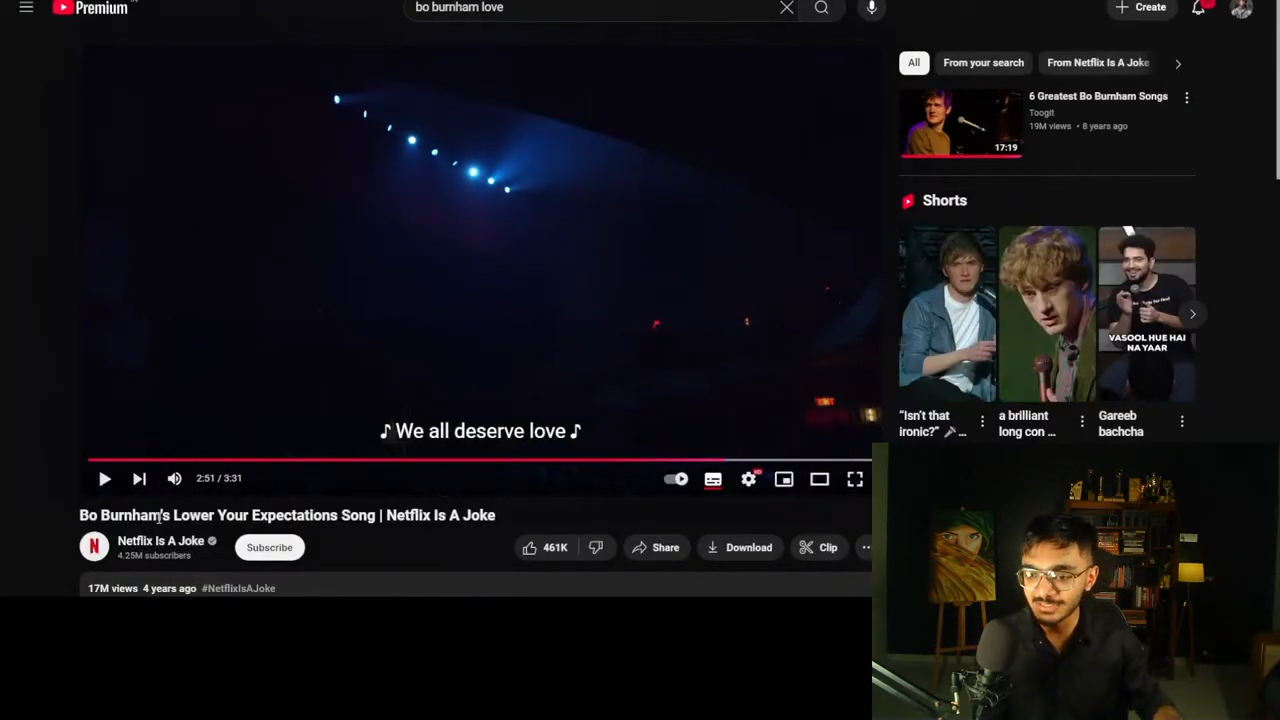 Premium
IN
bo burnham love
Create
All
From your search
From Netflix Is A Joke
6 Greatest Bo Burnham Songs
Toogit
19M views • 8 years ago
17:19
Shorts
VASOOL HUE HAI
NA YAAR
“Isn’t that
ironic?” 🎤...
a brilliant
long con ...
Gareeb
bachcha
♪ We all deserve love ♪
2:51 / 3:31
HD
Bo Burnham's Lower Your Expectations Song | Netflix Is A Joke
N
Netflix Is A Joke
4.25M subscribers
Subscribe
461K
Share
Download
Clip
17M views 4 years ago #NetflixIsAJoke